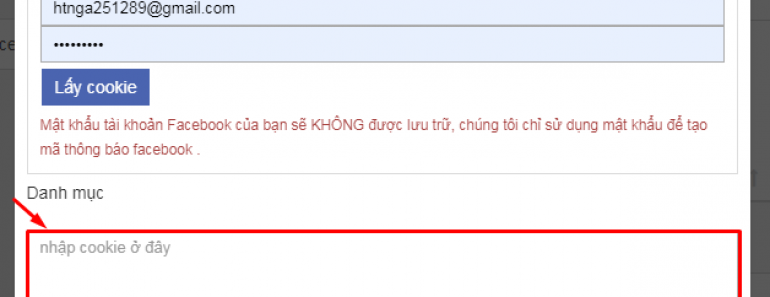 htnga251289@gmail.com
•••••••••
Lấy cookie
Mật khẩu tài khoản Facebook của bạn sẽ KHÔNG được lưu trữ, chúng tôi chỉ sử dụng mật khẩu để tạo
mã thông báo facebook .
Danh mục
nhập cookie ở đây